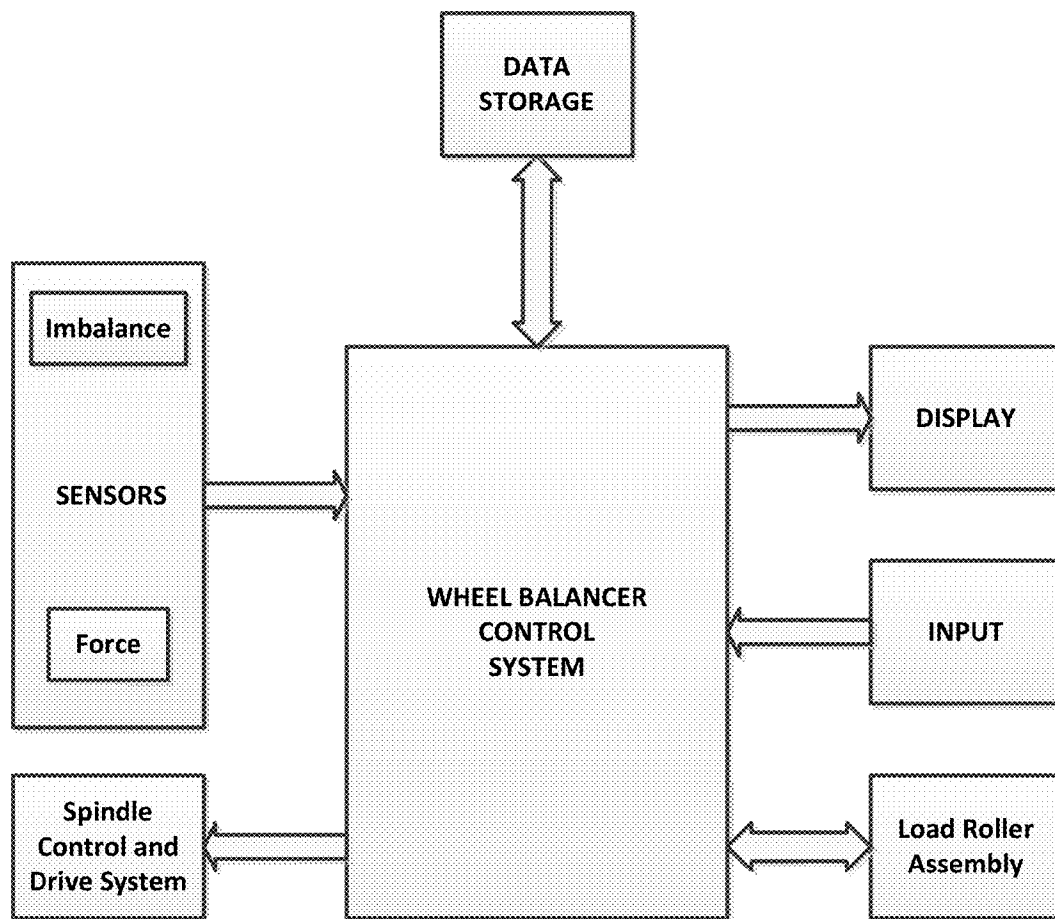 DATA
STORAGE
Imbalance
SENSORS
Force
WHEEL BALANCER
CONTROL
SYSTEM
DISPLAY
INPUT
Spindle
Control and
Drive System
Load Roller
Assembly